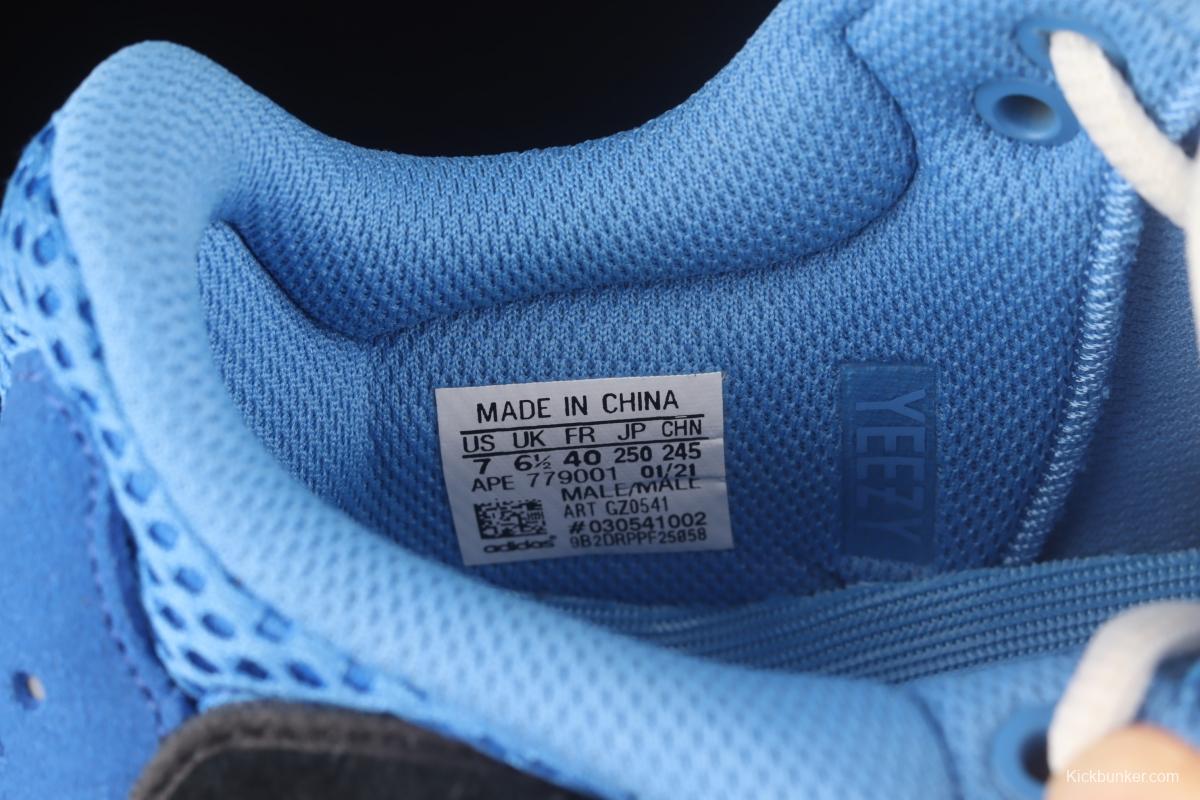 MADE IN CHINA
US UK FR JP CHN
7 6½ 40 250 245
APE 779001 01/21
MALE/MALE
ART GZ0541
#030541002
adidas® 9B2DRPPF25058
YEEZY
Kickbunker.com